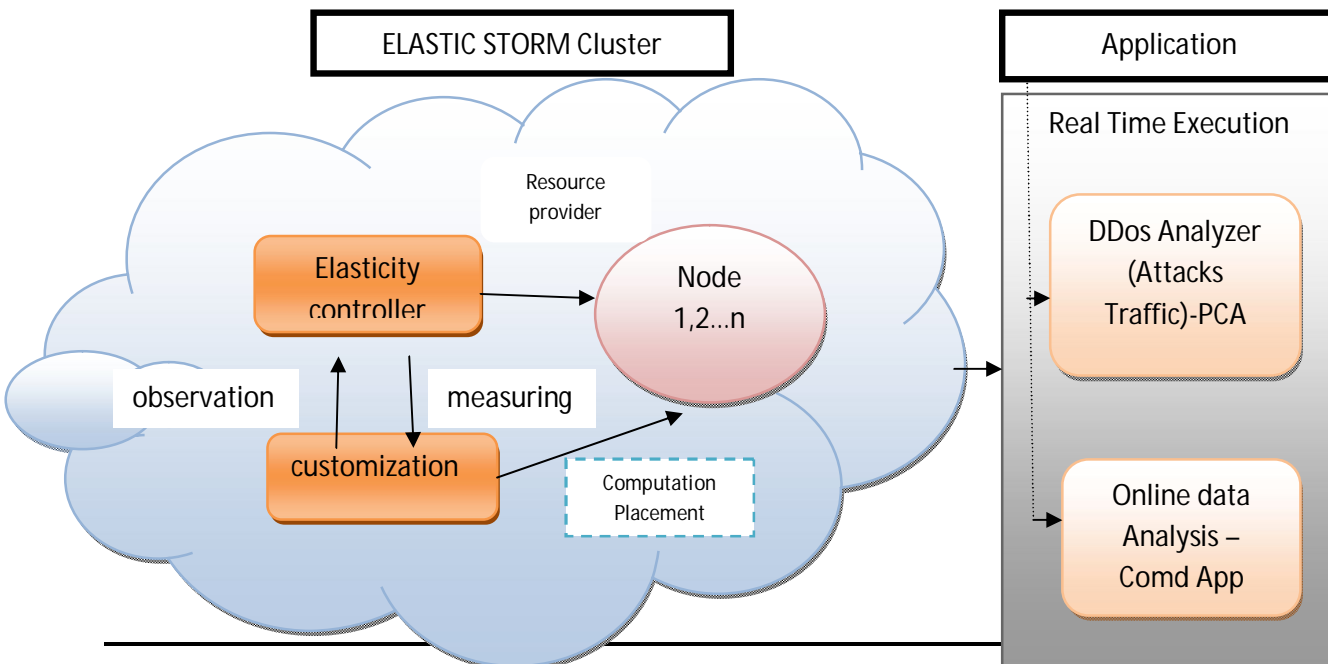 ELASTIC STORM Cluster
Application
Real Time Execution
Resource
provider
Elasticity
controller
Node
1,2...n
DDos Analyzer
(Attacks
Traffic)-PCA
observation
measuring
customization
Computation
Placement
Online data
Analysis –
Comd App